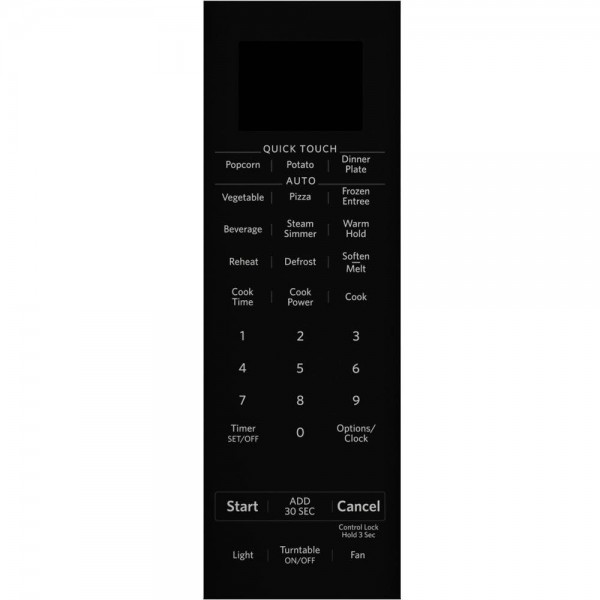 QUICK TOUCH
Popcorn Potato Dinner Plate
AUTO
Vegetable Pizza Frozen Entree
Beverage Steam Simmer Warm Hold
Reheat Defrost Soften Melt
Cook Time Cook Power Cook
1 2 3
4 5 6
7 8 9
Timer SET/OFF 0 Options/Clock
Start ADD 30 SEC Cancel
Control Lock
Hold 3 Sec
Light Turntable ON/OFF Fan